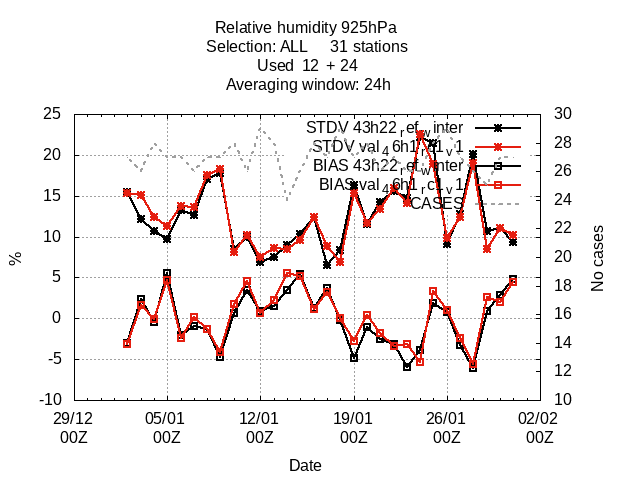 Relative humidity 925hPa
Selection: ALL 31 stations
Used 12 + 24
Averaging window: 24h
25
20
15
10
5
0
-5
-10
%
30
28
26
24
22
20
18
16
14
12
10
No cases
STDV 43h22_ref_winter
STDV val_46h1_rc1_v1
BIAS 43h22_ref_winter
BIAS val_46h1_rc1_v1
CASES
29/12 05/01 12/01 19/01 26/01 02/02
00Z 00Z 00Z 00Z 00Z 00Z
Date